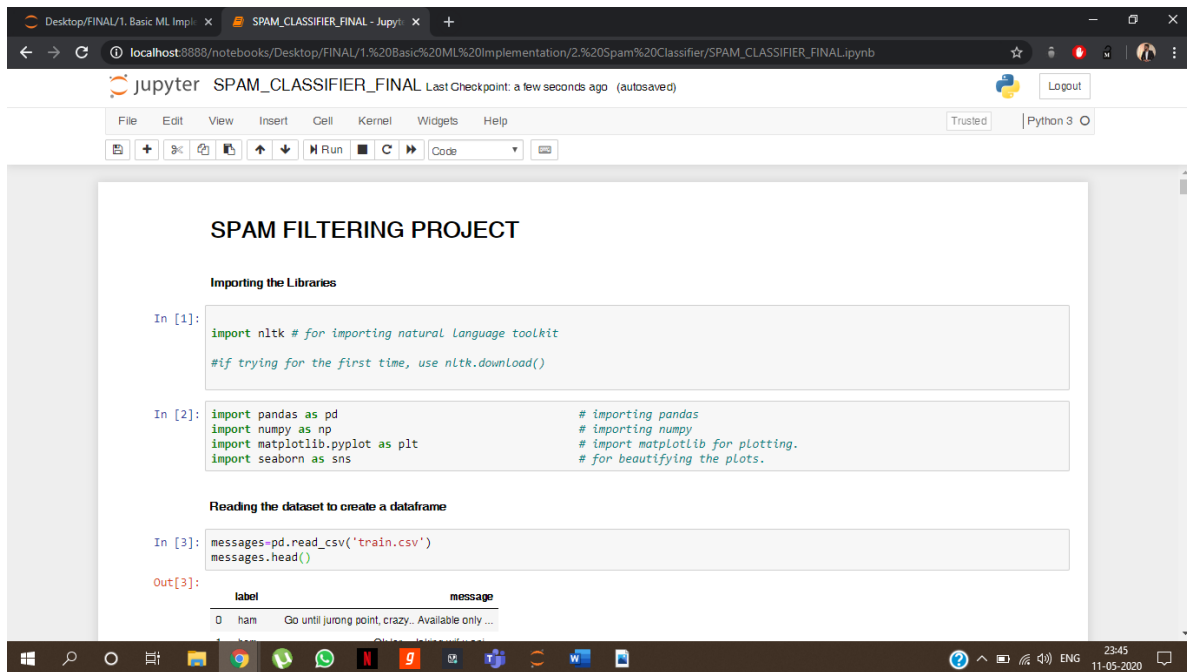 Desktop/FINAL/1. Basic ML Imple
SPAM_CLASSIFIER_FINAL - Jupyte
localhost:8888/notebooks/Desktop/FINAL/1.%20Basic%20ML%20Implementation/2.%20Spam%20Classifier/SPAM_CLASSIFIER_FINAL.ipynb
jupyter SPAM_CLASSIFIER_FINAL Last Checkpoint: a few seconds ago (autosaved)
Logout
File Edit View Insert Cell Kernel Widgets Help
Trusted Python 3
Run Code
SPAM FILTERING PROJECT
Importing the Libraries
In [1]:
import nltk # for importing natural language toolkit
#if trying for the first time, use nltk.download()
In [2]: import pandas as pd # importing pandas
import numpy as np # importing numpy
import matplotlib.pyplot as plt # import matplotlib for plotting.
import seaborn as sns # for beautifying the plots.
Reading the dataset to create a dataframe
In [3]: messages=pd.read_csv('train.csv')
messages.head()
Out[3]:
label message
0 ham Go until jurong point, crazy.. Available only ...
ENG
23:45
11-05-2020